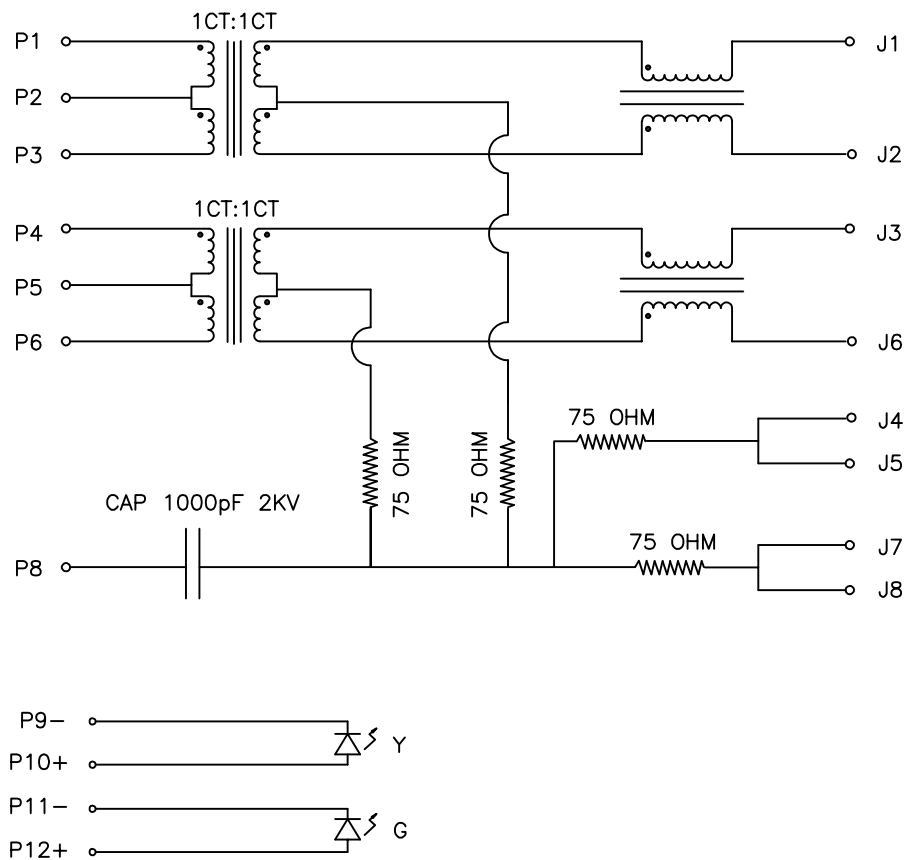 1CT:1CT
P1
J1
P2
P3
J2
1CT:1CT
P4
J3
P5
P6
J6
75 OHM
J4
75 OHM
75 OHM
J5
CAP 1000pF 2KV
75 OHM
J7
P8
J8
P9-
Y
P10+
P11-
G
P12+